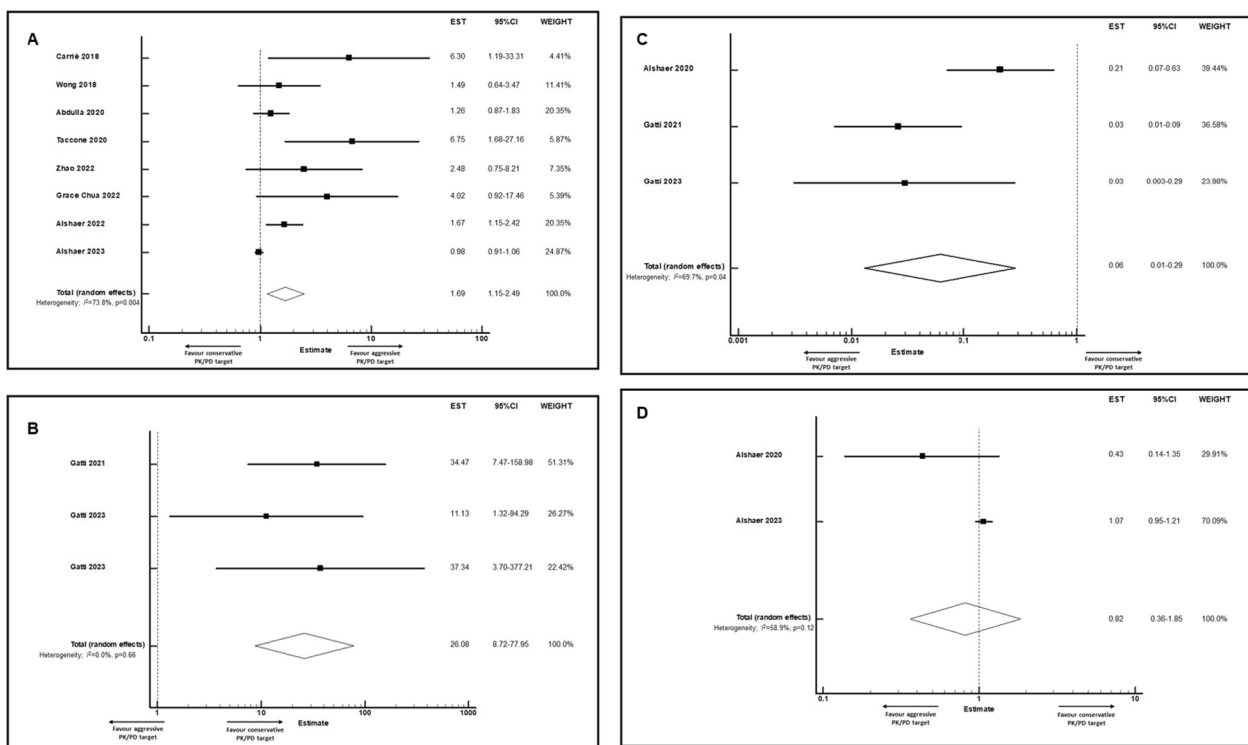 A
EST 95%CI WEIGHT
Carriè 2018 6.30 1.19-33.31 4.41%
Wong 2018 1.49 0.64-3.47 11.41%
Abdulla 2020 1.26 0.87-1.83 20.35%
Taccone 2020 6.75 1.68-27.16 5.87%
Zhao 2022 2.48 0.75-8.21 7.35%
Grace Chua 2022 4.02 0.92-17.46 5.39%
Alshaer 2022 1.67 1.15-2.42 20.35%
Alshaer 2023 0.98 0.91-1.06 24.87%
Total (random effects) 1.69 1.15-2.49 100.0%
Heterogeneity; I²=73.8%, p=0.004
0.1 1 10 100
Estimate
Favour conservative PK/PD target
Favour aggressive PK/PD target
B
EST 95%CI WEIGHT
Gatti 2021 34.47 7.47-158.98 51.31%
Gatti 2023 11.13 1.32-94.29 26.27%
Gatti 2023 37.34 3.70-377.21 22.42%
Total (random effects) 26.08 8.72-77.95 100.0%
Heterogeneity; I²=0.0%, p=0.66
1 10 100 1000
Estimate
Favour aggressive PK/PD target
Favour conservative PK/PD target
C
EST 95%CI WEIGHT
Alshaer 2020 0.21 0.07-0.63 39.44%
Gatti 2021 0.03 0.01-0.09 36.58%
Gatti 2023 0.03 0.003-0.29 23.98%
Total (random effects) 0.06 0.01-0.29 100.0%
Heterogeneity; I²=69.7%, p=0.04
0.001 0.01 0.1 1
Estimate
Favour aggressive PK/PD target
Favour conservative PK/PD target
D
EST 95%CI WEIGHT
Alshaer 2020 0.43 0.14-1.35 29.91%
Alshaer 2023 1.07 0.95-1.21 70.09%
Total (random effects) 0.82 0.36-1.85 100.0%
Heterogeneity; I²=58.9%, p=0.12
0.1 1 10
Estimate
Favour aggressive PK/PD target
Favour conservative PK/PD target